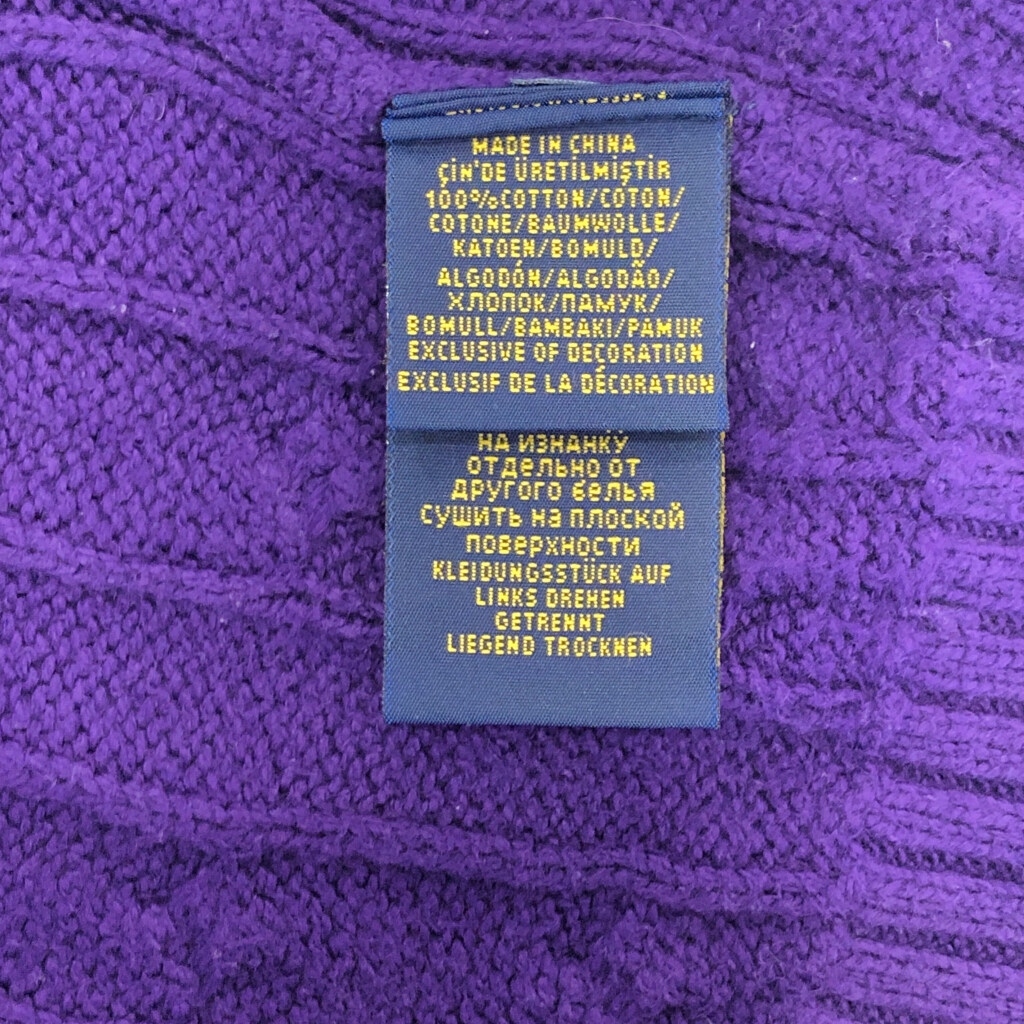 MADE IN CHINA
ÇİN'DE ÜRETİLMİŞTİR
100%COTTON/COTON/
COTONE/BAUMWOLLE/
KATOEN/BOMULD/
ALGODÓN/ALGODÃO/
ХЛОПОК/ПАМУК/
BOMULL/BAMBAKI/PAMUK
EXCLUSIVE OF DECORATION
EXCLUSIF DE LA DÉCORATION
НА ИЗНАНКУ
ОТДЕЛЬНО ОТ
ДРУГОГО БЕЛЬЯ
СУШИТЬ НА ПЛОСКОЙ
ПОВЕРХНОСТИ
KLEIDUNGSSTÜCK AUF
LINKS DREHEN
GETRENNT
LIEGEND TROCKNEN